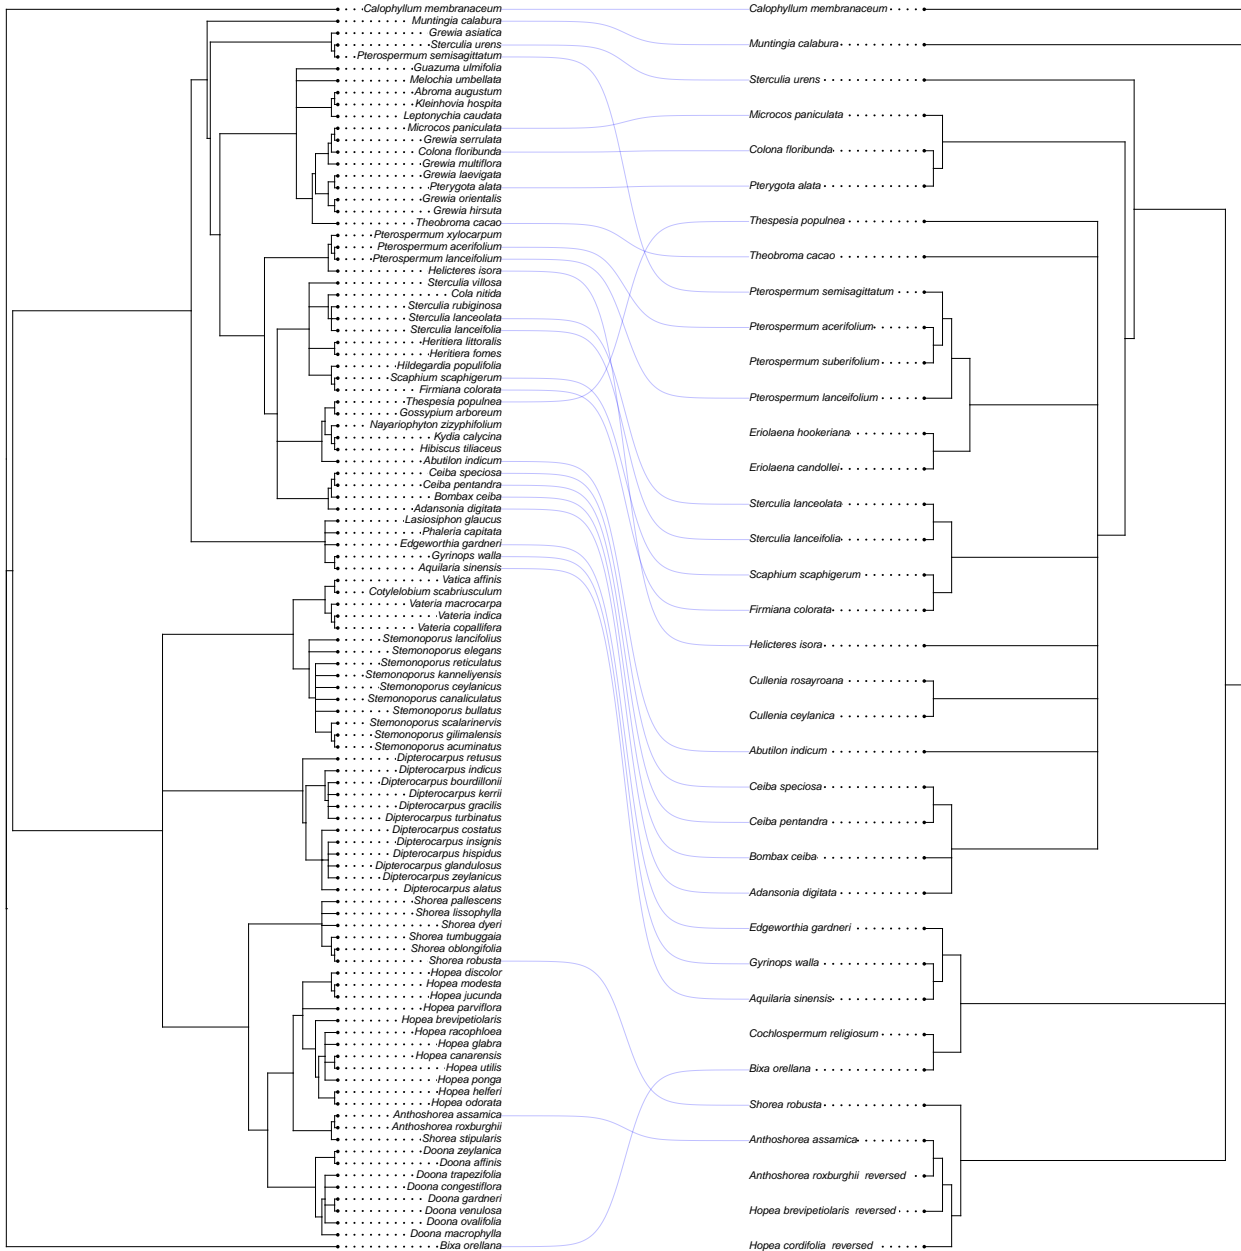 Calophyllum membranaceum
Muntingia calabura
Grewia asiatica
Sterculia urens
Pterospermum semisagittatum
Guazuma ulmifolia
Melochia umbellata
Abroma augustum
Kleinhovia hospita
Leptonychia caudata
Microcos paniculata
Grewia serrulata
Colona floribunda
Grewia multiflora
Grewia laevigata
Pterygota alata
Grewia orientalis
Grewia hirsuta
Theobroma cacao
Pterospermum xylocarpum
Pterospermum acerifolium
Pterospermum lanceifolium
Helicteres isora
Sterculia villosa
Cola nitida
Sterculia rubiginosa
Sterculia lanceolata
Sterculia lanceifolia
Heritiera littoralis
Heritiera fomes
Hildegardia populifolia
Scaphium scaphigerum
Firmiana colorata
Thespesia populnea
Gossypium arboreum
Nayariophyton zizyphifolium
Kydia calycina
Hibiscus tiliaceus
Abutilon indicum
Ceiba speciosa
Ceiba pentandra
Bombax ceiba
Adansonia digitata
Lasiosiphon glaucus
Phaleria capitata
Edgeworthia gardneri
Gyrinops walla
Aquilaria sinensis
Vatica affinis
Cotylelobium scabriusculum
Vateria macrocarpa
Vateria indica
Vateria copallifera
Stemonoporus lancifolius
Stemonoporus elegans
Stemonoporus reticulatus
Stemonoporus kanneliyensis
Stemonoporus ceylanicus
Stemonoporus canaliculatus
Stemonoporus bullatus
Stemonoporus scalarinervis
Stemonoporus gilimalensis
Stemonoporus acuminatus
Dipterocarpus retusus
Dipterocarpus indicus
Dipterocarpus bourdillonii
Dipterocarpus kerrii
Dipterocarpus gracilis
Dipterocarpus turbinatus
Dipterocarpus costatus
Dipterocarpus insignis
Dipterocarpus hispidus
Dipterocarpus glandulosus
Dipterocarpus zeylanicus
Dipterocarpus alatus
Shorea pallescens
Shorea lissophylla
Shorea dyeri
Shorea tumbuggaia
Shorea oblongifolia
Shorea robusta
Hopea discolor
Hopea modesta
Hopea jucunda
Hopea parviflora
Hopea brevipetiolaris
Hopea racophloea
Hopea glabra
Hopea canarensis
Hopea utilis
Hopea ponga
Hopea helferi
Hopea odorata
Anthoshorea assamica
Anthoshorea roxburghii
Shorea stipularis
Doona zeylanica
Doona affinis
Doona trapezifolia
Doona congestiflora
Doona gardneri
Doona venulosa
Doona ovalifolia
Doona macrophylla
Bixa orellana
Calophyllum membranaceum
Muntingia calabura
Sterculia urens
Microcos paniculata
Colona floribunda
Pterygota alata
Thespesia populnea
Theobroma cacao
Pterospermum semisagittatum
Pterospermum acerifolium
Pterospermum suberifolium
Pterospermum lanceifolium
Eriolaena hookeriana
Eriolaena candollei
Sterculia lanceolata
Sterculia lanceifolia
Scaphium scaphigerum
Firmiana colorata
Helicteres isora
Cullenia rosayroana
Cullenia ceylanica
Abutilon indicum
Ceiba speciosa
Ceiba pentandra
Bombax ceiba
Adansonia digitata
Edgeworthia gardneri
Gyrinops walla
Aquilaria sinensis
Cochlospermum religiosum
Bixa orellana
Shorea robusta
Anthoshorea assamica
Anthoshorea roxburghii reversed
Hopea brevipetiolaris reversed
Hopea cordifolia reversed